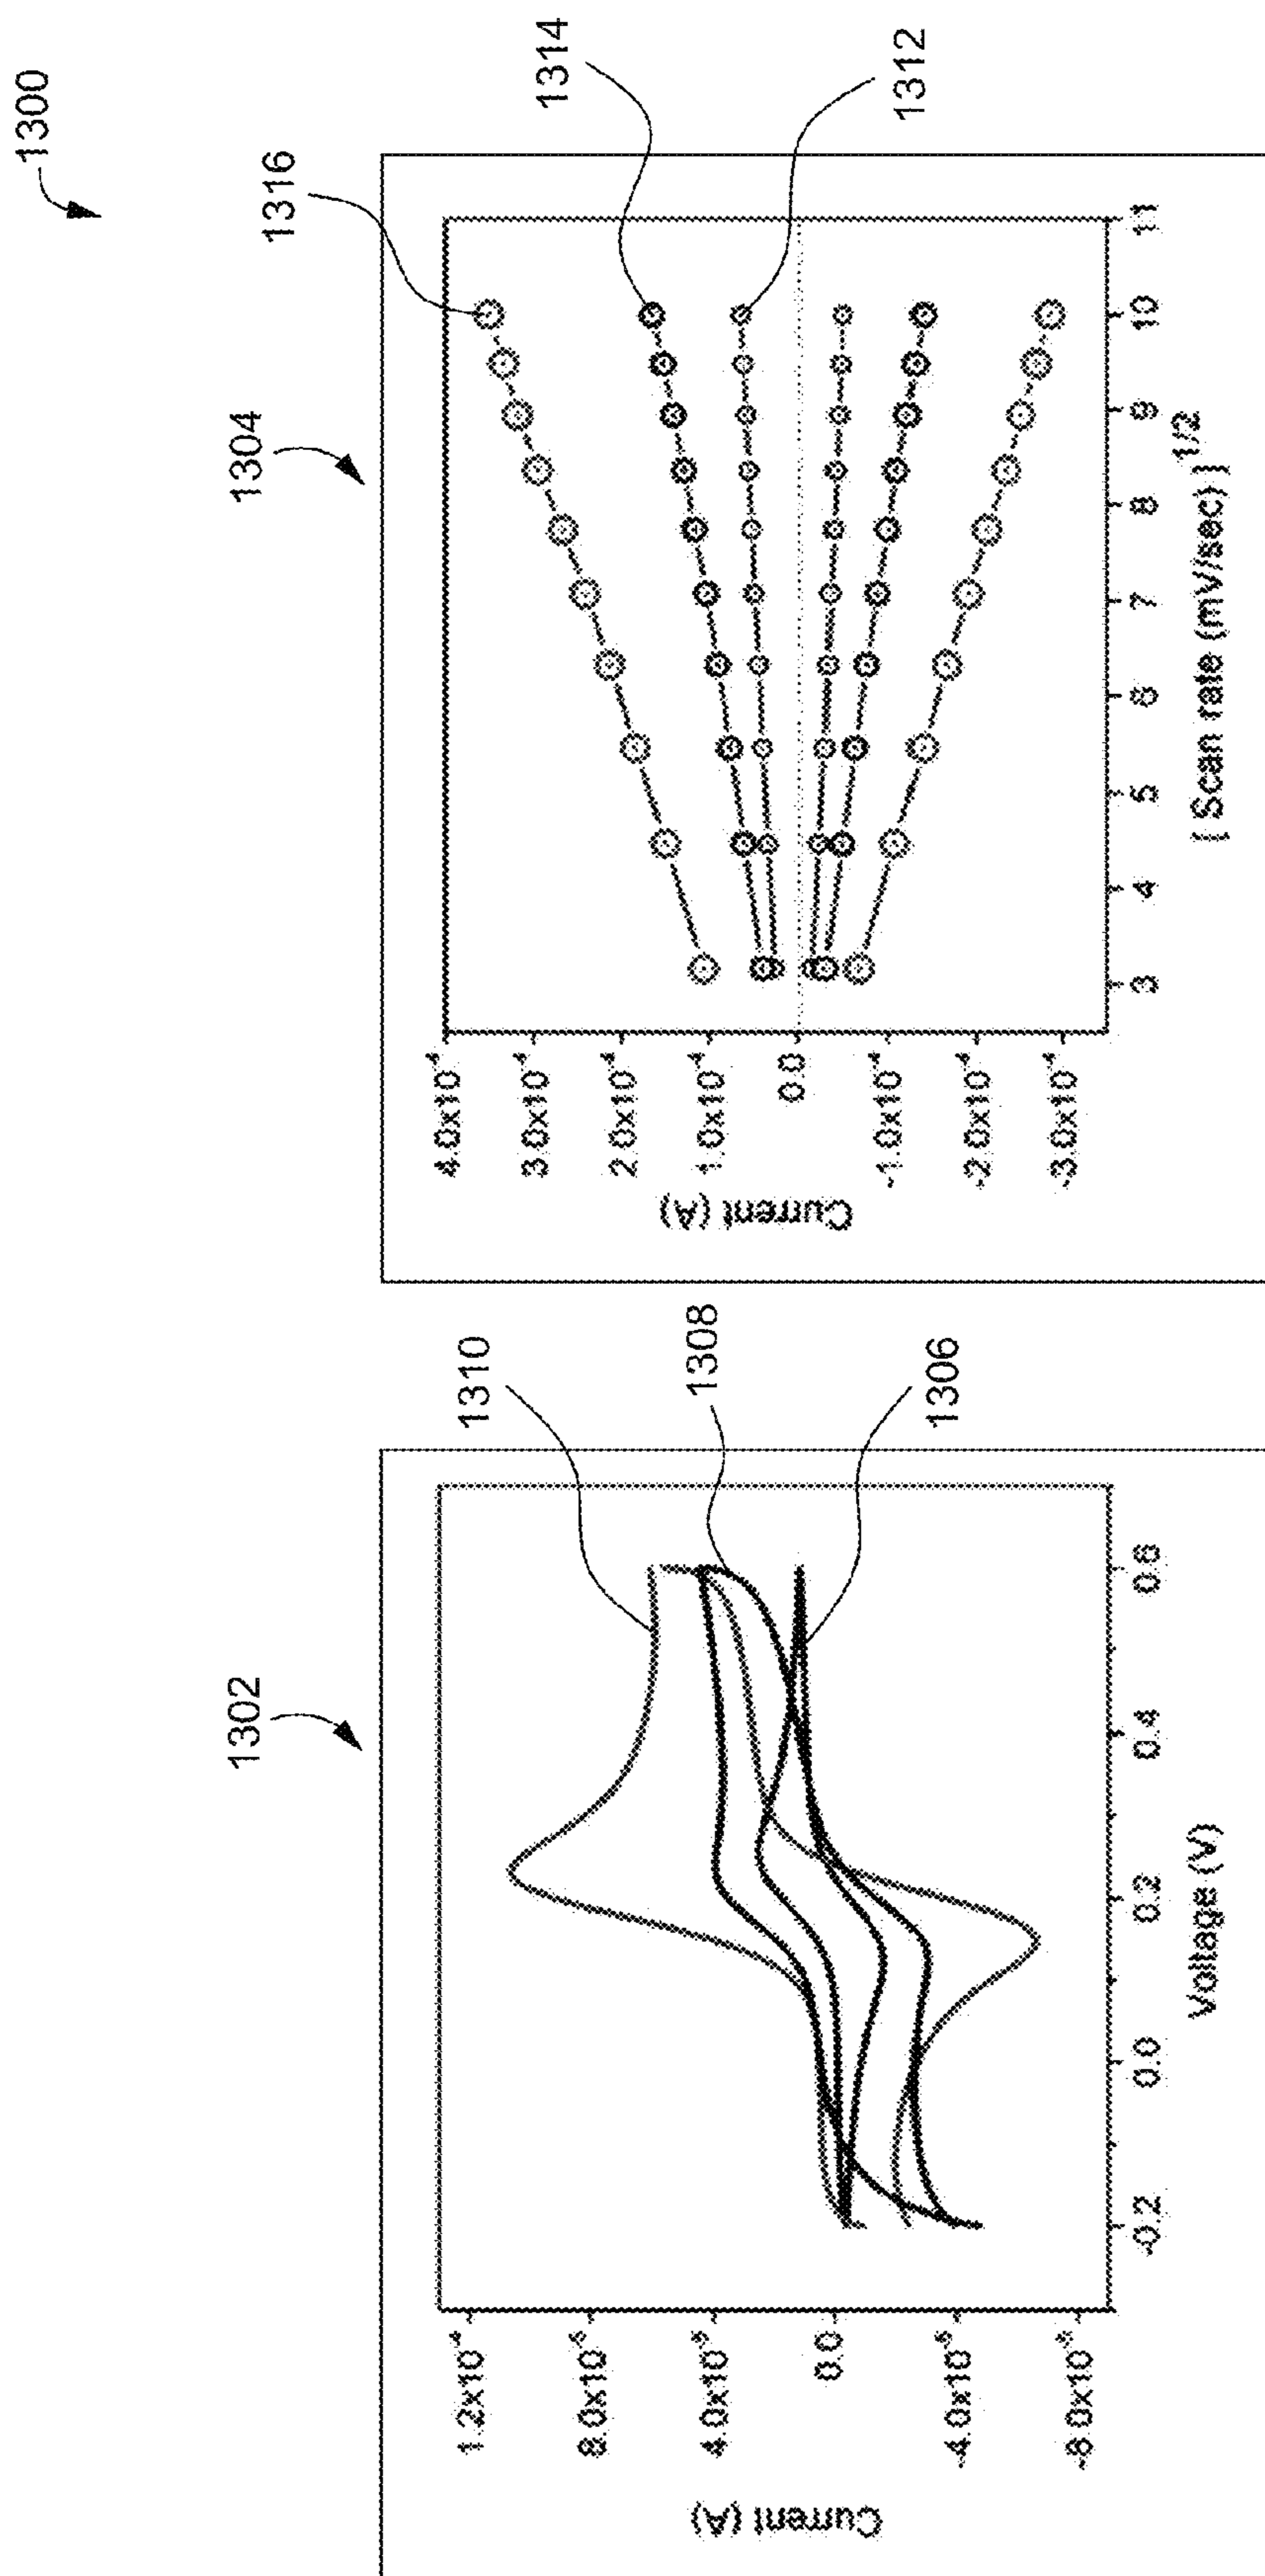 1300
1302
1310
1308
1306
1.2x10⁻⁴
8.0x10⁻⁵
4.0x10⁻⁵
0.0
-4.0x10⁻⁵
-8.0x10⁻⁵
Current (A)
-0.2
0.0
0.2
0.4
0.6
Voltage (V)
1304
1316
1314
1312
4.0x10⁻⁴
3.0x10⁻⁴
2.0x10⁻⁴
1.0x10⁻⁴
0.0
-1.0x10⁻⁴
-2.0x10⁻⁴
-3.0x10⁻⁴
Current (A)
3
4
5
6
7
8
9
10
11
[ Scan rate (mV/sec) ]¹/²